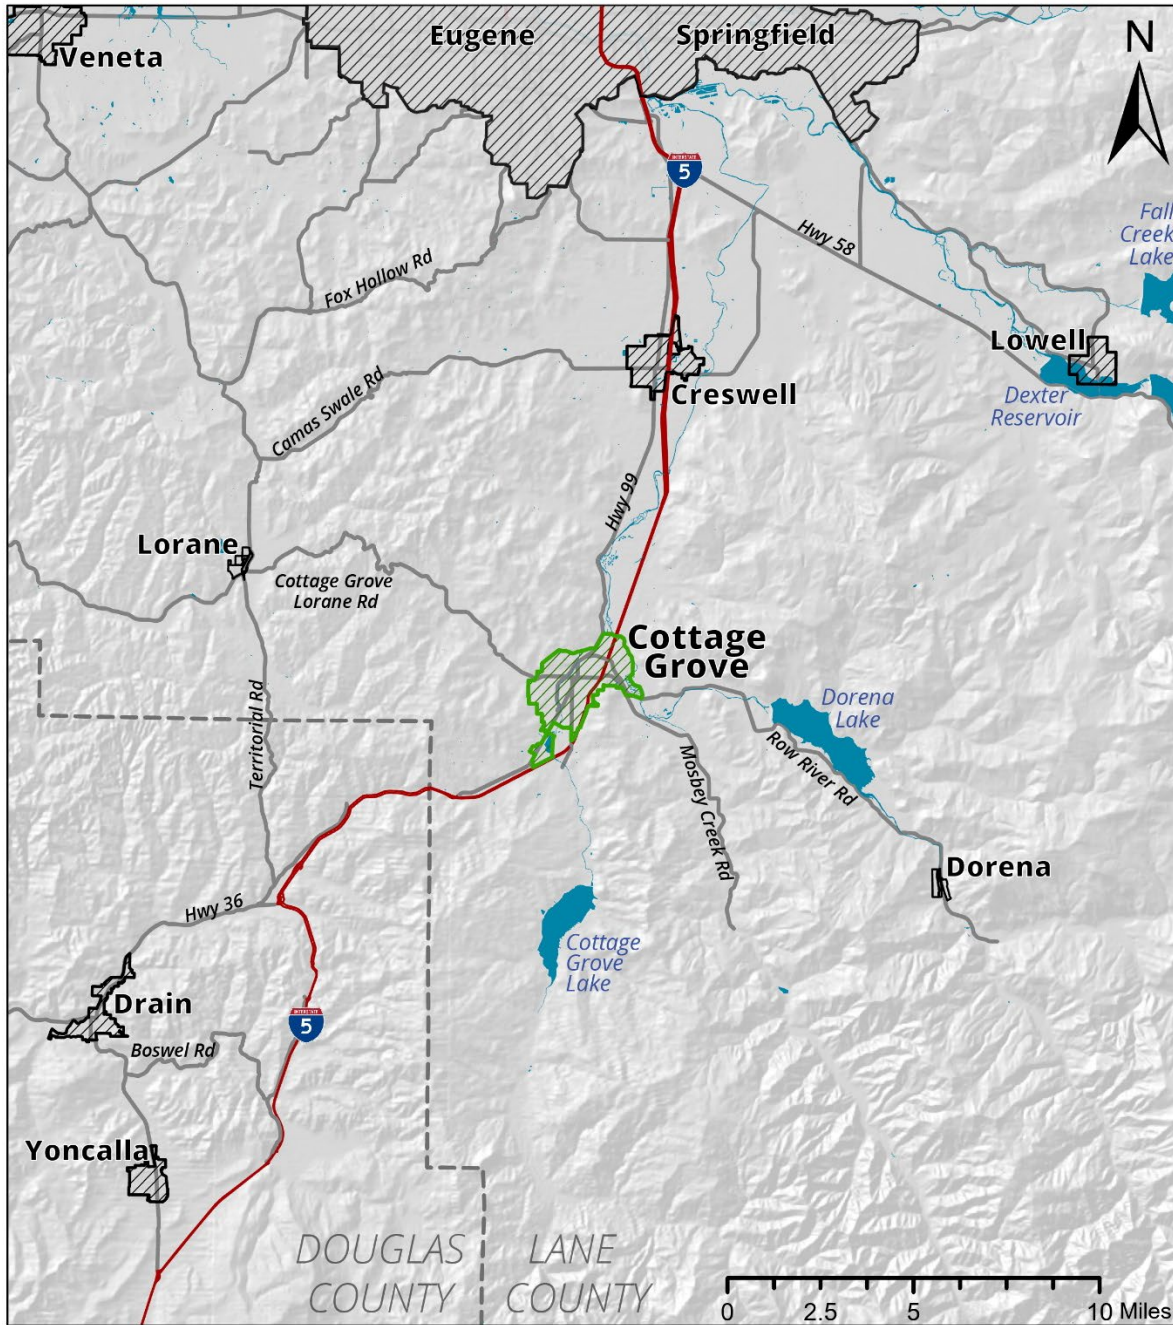 Veneta
Eugene
Springfield
N
INTERSTATE
5
Fall
Creek
Lake
Hwy 58
Fox Hollow Rd
Lowell
Creswell
Dexter
Reservoir
Camas Swale Rd
Hwy 99
Lorane
Cottage Grove
Lorane Rd
Cottage
Grove
Territorial Rd
Dorena
Lake
Row River Rd
Mosbey Creek Rd
Dorena
Hwy 36
Cottage
Grove
Lake
Drain
INTERSTATE
5
Boswel Rd
Yoncalla
DOUGLAS
COUNTY
LANE
COUNTY
0 2.5 5 10 Miles